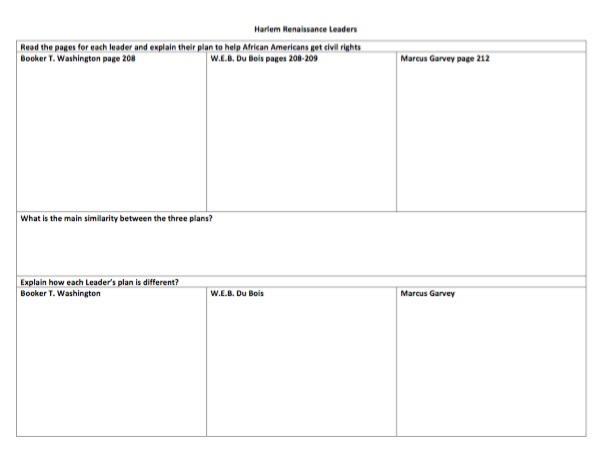 Harlem Renaissance Leaders
Read the pages for each leader and explain their plan to help African Americans get civil rights
Booker T. Washington page 208
W.E.B. Du Bois pages 208-209
Marcus Garvey page 212
What is the main similarity between the three plans?
Explain how each Leader's plan is different?
Booker T. Washington
W.E.B. Du Bois
Marcus Garvey